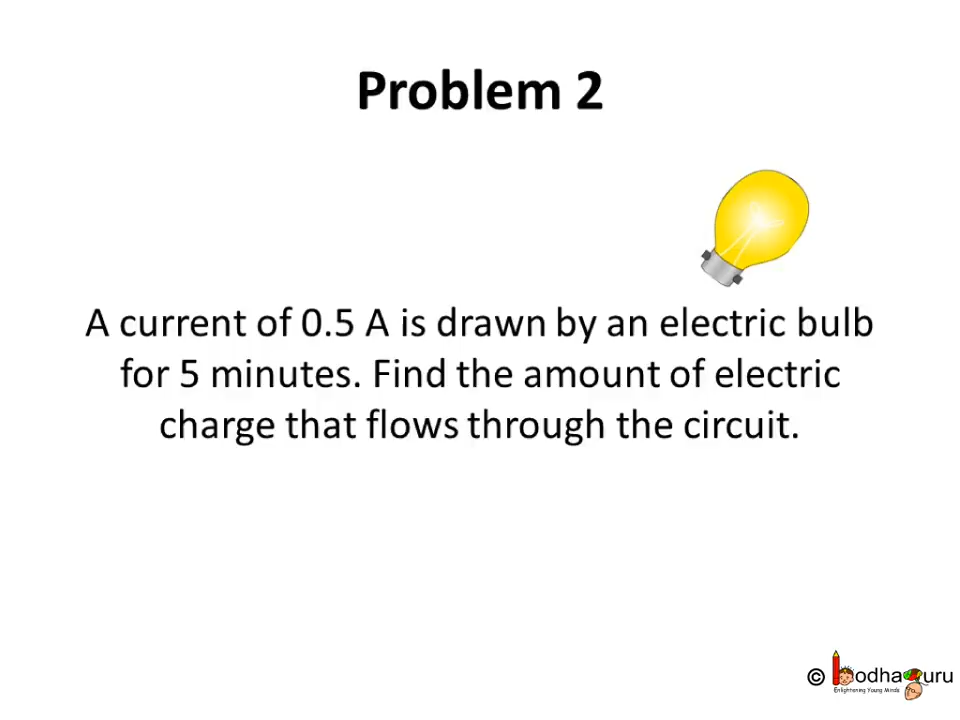 Problem 2
A current of 0.5 A is drawn by an electric bulb
for 5 minutes. Find the amount of electric
charge that flows through the circuit.
© bodhaguru
Enlightening Young Minds